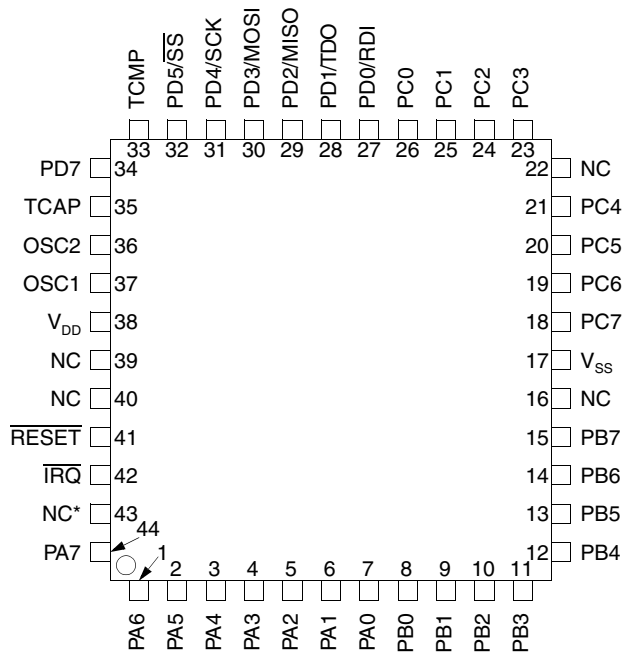 TCMP
PD5/S̅S̅
PD4/SCK
PD3/MOSI
PD2/MISO
PD1/TDO
PD0/RDI
PC0
PC1
PC2
PC3
33 32 31 30 29 28 27 26 25 24 23
PD7 34
22 NC
TCAP 35
21 PC4
OSC2 36
20 PC5
OSC1 37
19 PC6
VDD 38
18 PC7
NC 39
17 VSS
NC 40
16 NC
R̅E̅S̅E̅T̅ 41
15 PB7
I̅R̅Q̅ 42
14 PB6
NC* 43
13 PB5
PA7 44
12 PB4
1 2 3 4 5 6 7 8 9 10 11
PA6
PA5
PA4
PA3
PA2
PA1
PA0
PB0
PB1
PB2
PB3